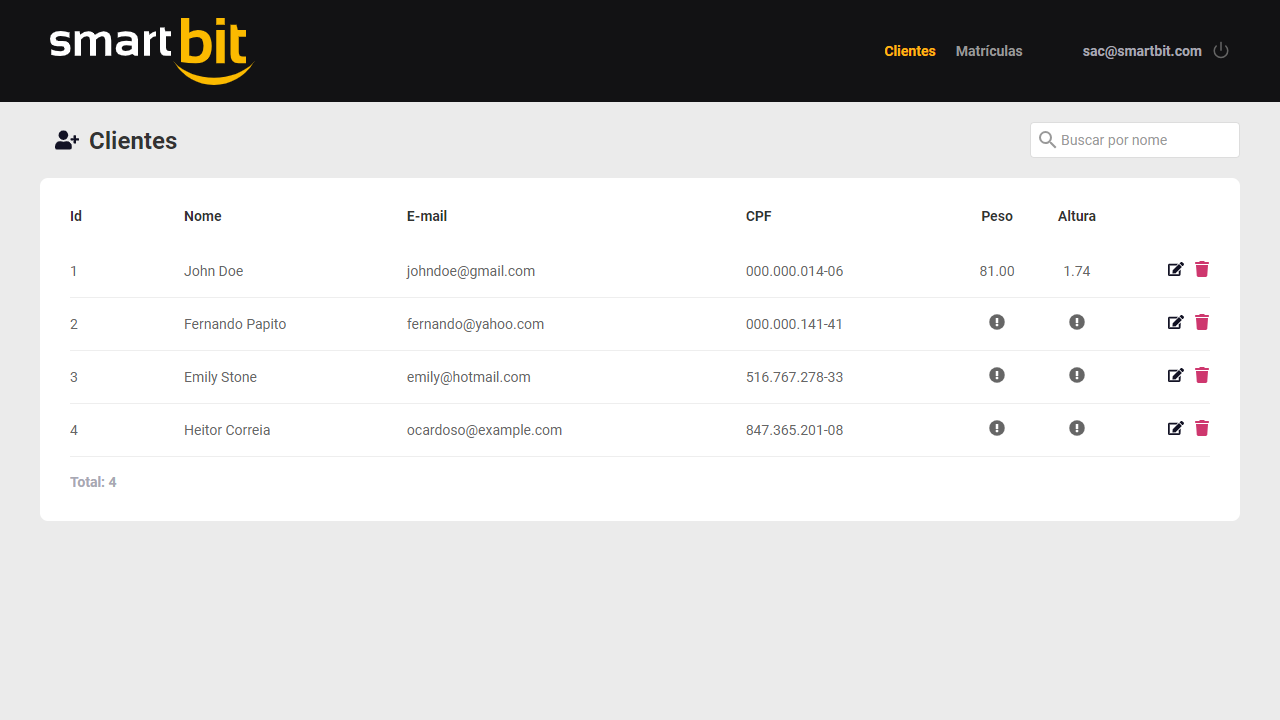 smartbit Clientes Matrículas sac@smartbit.com
Clientes Buscar por nome
Id Nome E-mail CPF Peso Altura
1 John Doe johndoe@gmail.com 000.000.014-06 81.00 1.74
2 Fernando Papito fernando@yahoo.com 000.000.141-41
3 Emily Stone emily@hotmail.com 516.767.278-33
4 Heitor Correia ocardoso@example.com 847.365.201-08
Total: 4